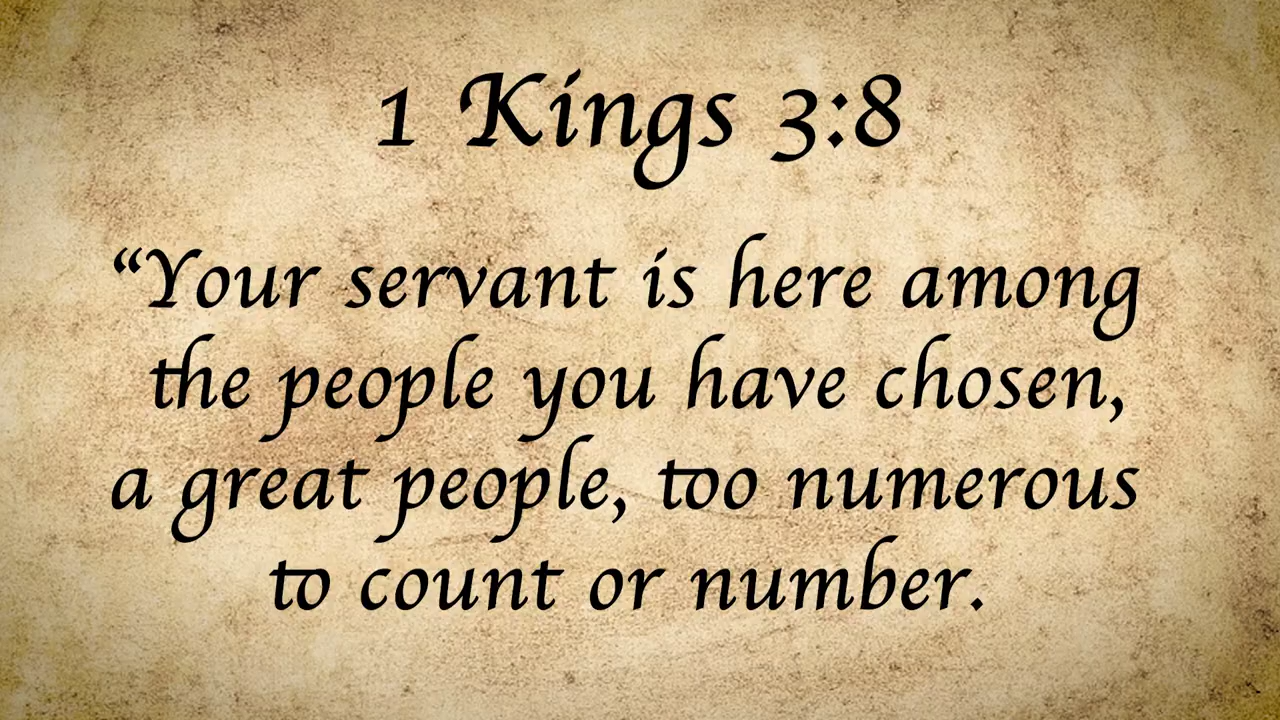 1 Kings 3:8
“Your servant is here among
the people you have chosen,
a great people, too numerous
to count or number.